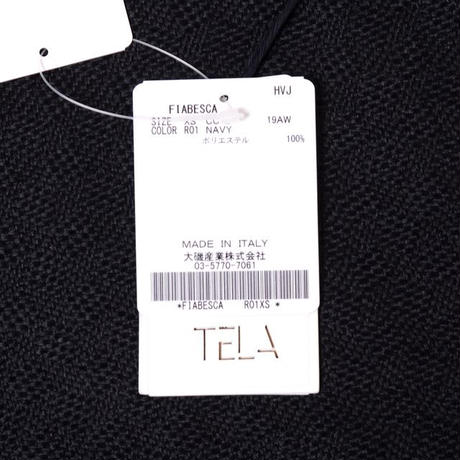 HVJ
FIABESCA
SIZE XS 19AW
COLOR R01 NAVY
ポリエステル 100%
MADE IN ITALY
大磯産業株式会社
03-5770-7061
*FIABESCA R01XS *
TELA